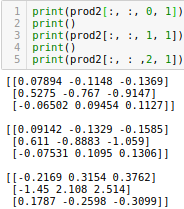 1 print(prod2[:, :, 0, 1])
2 print()
3 print(prod2[:, :, 1, 1])
4 print()
5 print(prod2[:, : ,2, 1])
[[0.07894 -0.1148 -0.1369]
[0.5275 -0.767 -0.9147]
[-0.06502 0.09454 0.1127]]
[[0.09142 -0.1329 -0.1585]
[0.611 -0.8883 -1.059]
[-0.07531 0.1095 0.1306]]
[[-0.2169 0.3154 0.3762]
[-1.45 2.108 2.514]
[0.1787 -0.2598 -0.3099]]